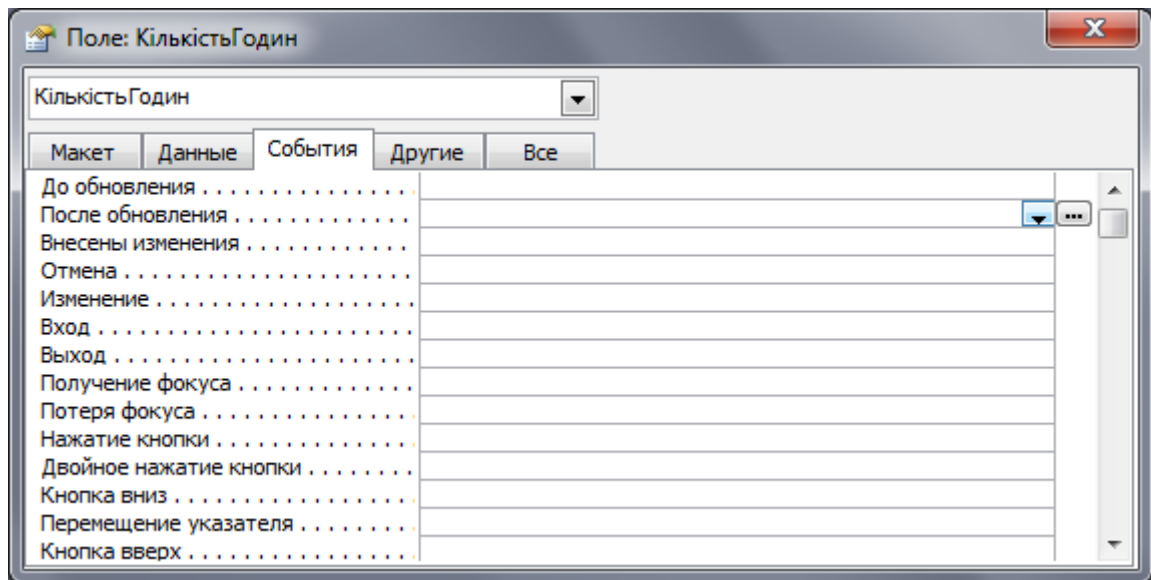 Поле: КількістьГодин
X
КількістьГодин
Макет Данные События Другие Все
До обновления . . . . . . . . . . . . . . . .
После обновления . . . . . . . . . . . . . ...
Внесены изменения . . . . . . . . . . . .
Отмена . . . . . . . . . . . . . . . . . . . . .
Изменение . . . . . . . . . . . . . . . . . . .
Вход . . . . . . . . . . . . . . . . . . . . . . .
Выход . . . . . . . . . . . . . . . . . . . . . .
Получение фокуса . . . . . . . . . . . . .
Потеря фокуса . . . . . . . . . . . . . . . .
Нажатие кнопки . . . . . . . . . . . . . . .
Двойное нажатие кнопки . . . . . . . .
Кнопка вниз . . . . . . . . . . . . . . . . . .
Перемещение указателя . . . . . . . . .
Кнопка вверх . . . . . . . . . . . . . . . . .